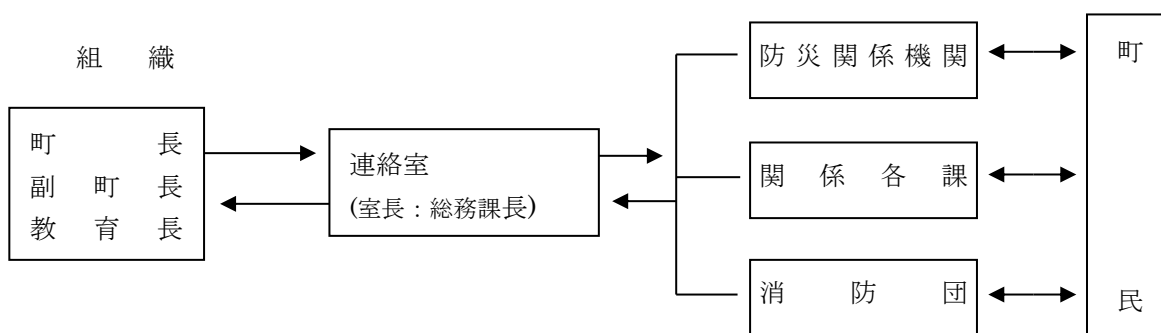 組織
町長
副町長
教育長
連絡室
(室長：総務課長)
防災関係機関
関係各課
消防団
町民